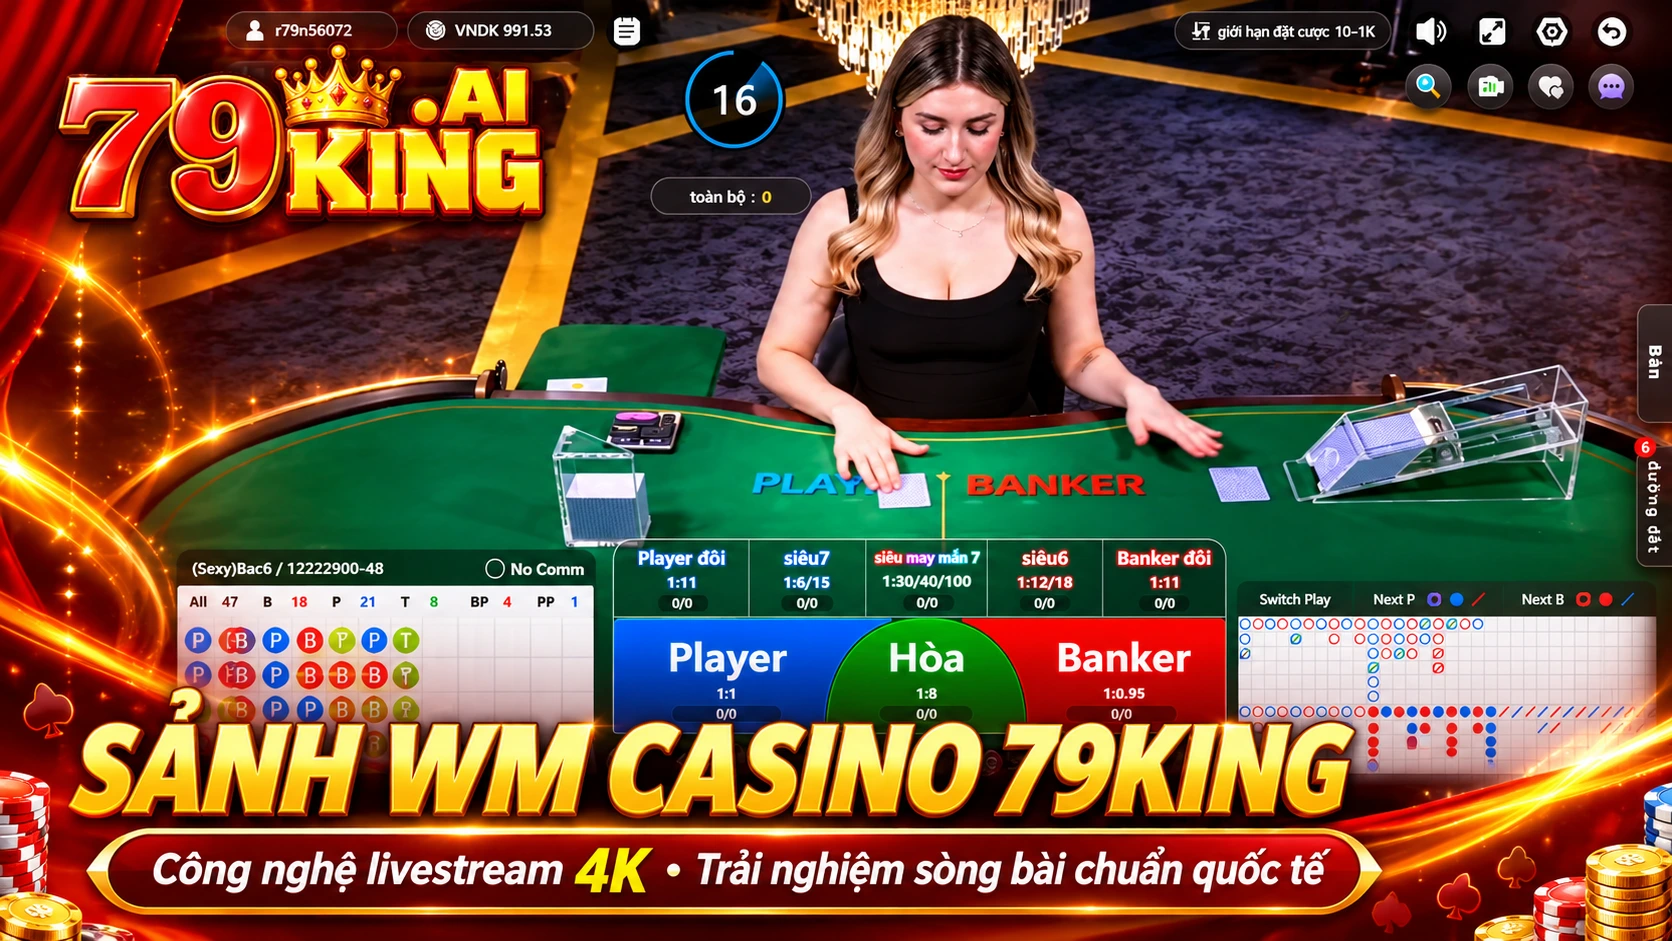 r79n56072
VNDK 991.53
giới hạn đặt cược 10-1K
79KING.AI
16
toàn bộ : 0
Bàn
6
đường đặt
PLAY
BANKER
(Sexy)Bac6 / 12222900-48
No Comm
All 47 B 18 P 21 T 8 BP 4 PP 1
P B P B P P T
P B P B B B P
P B P P B B P
Player đôi
1:11
0/0
siêu7
1:6/15
0/0
siêu may mắn 7
1:30/40/100
0/0
siêu6
1:12/18
0/0
Banker đôi
1:11
0/0
Player
1:1
0/0
Hòa
1:8
0/0
Banker
1:0.95
0/0
Switch Play Next P Next B
SẢNH WM CASINO 79KING
Công nghệ livestream 4K • Trải nghiệm sòng bài chuẩn quốc tế